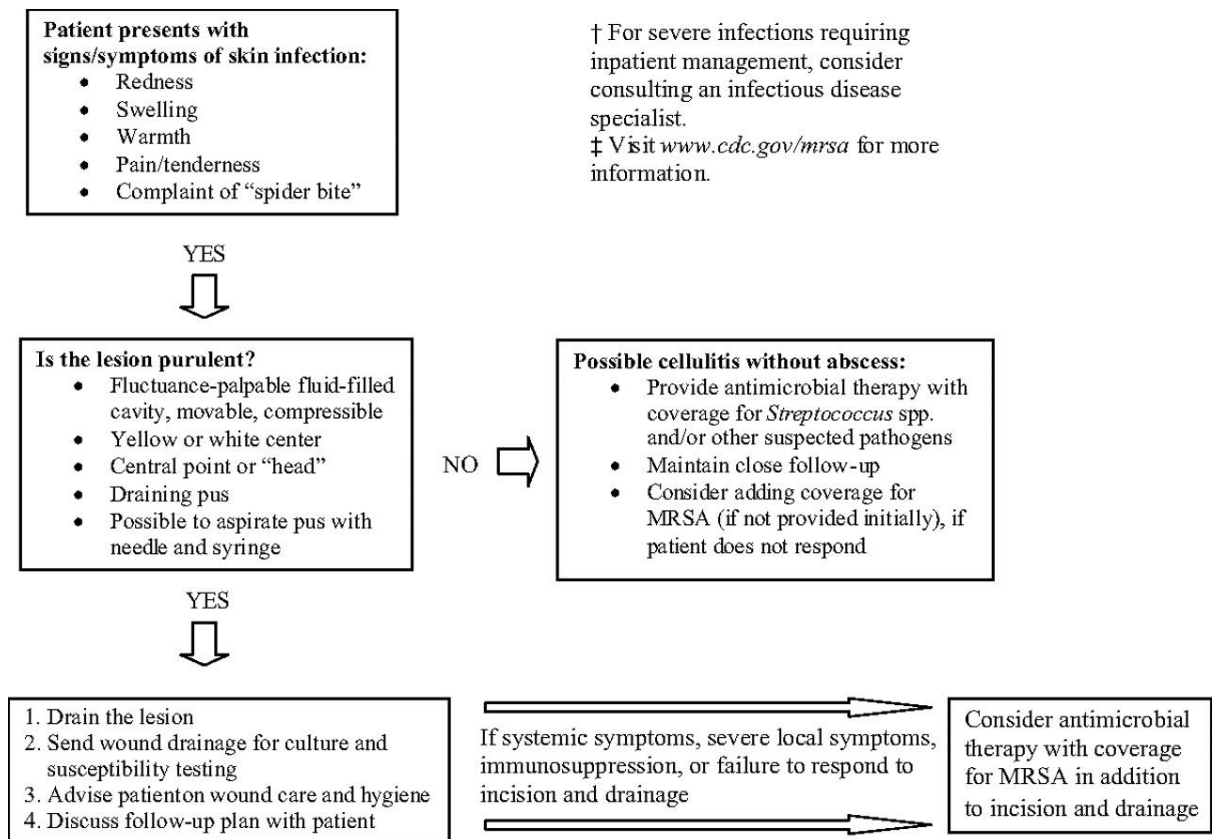 Patient presents with
signs/symptoms of skin infection:
• Redness
• Swelling
• Warmth
• Pain/tenderness
• Complaint of “spider bite”
† For severe infections requiring
inpatient management, consider
consulting an infectious disease
specialist.
‡ Visit www.cdc.gov/mrsa for more
information.
YES
Is the lesion purulent?
• Fluctuance-palpable fluid-filled
cavity, movable, compressible
• Yellow or white center
• Central point or “head”
• Draining pus
• Possible to aspirate pus with
needle and syringe
NO
Possible cellulitis without abscess:
• Provide antimicrobial therapy with
coverage for Streptococcus spp.
and/or other suspected pathogens
• Maintain close follow-up
• Consider adding coverage for
MRSA (if not provided initially), if
patient does not respond
YES
1. Drain the lesion
2. Send wound drainage for culture and
susceptibility testing
3. Advise patienton wound care and hygiene
4. Discuss follow-up plan with patient
If systemic symptoms, severe local symptoms,
immunosuppression, or failure to respond to
incision and drainage
Consider antimicrobial
therapy with coverage
for MRSA in addition
to incision and drainage